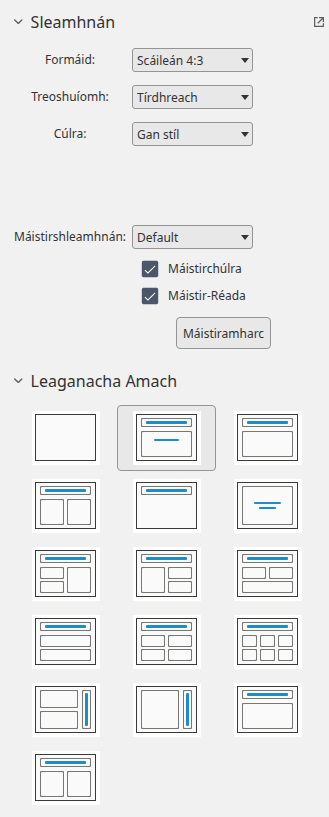 Sleamhnán
Formáid: Scáileán 4:3
Treoshuíomh: Tírdhreach
Cúlra: Gan stíl
Máistirshleamhnán: Default
Máistirchúlra
Máistir-Réada
Máistiramharc
Leaganacha Amach